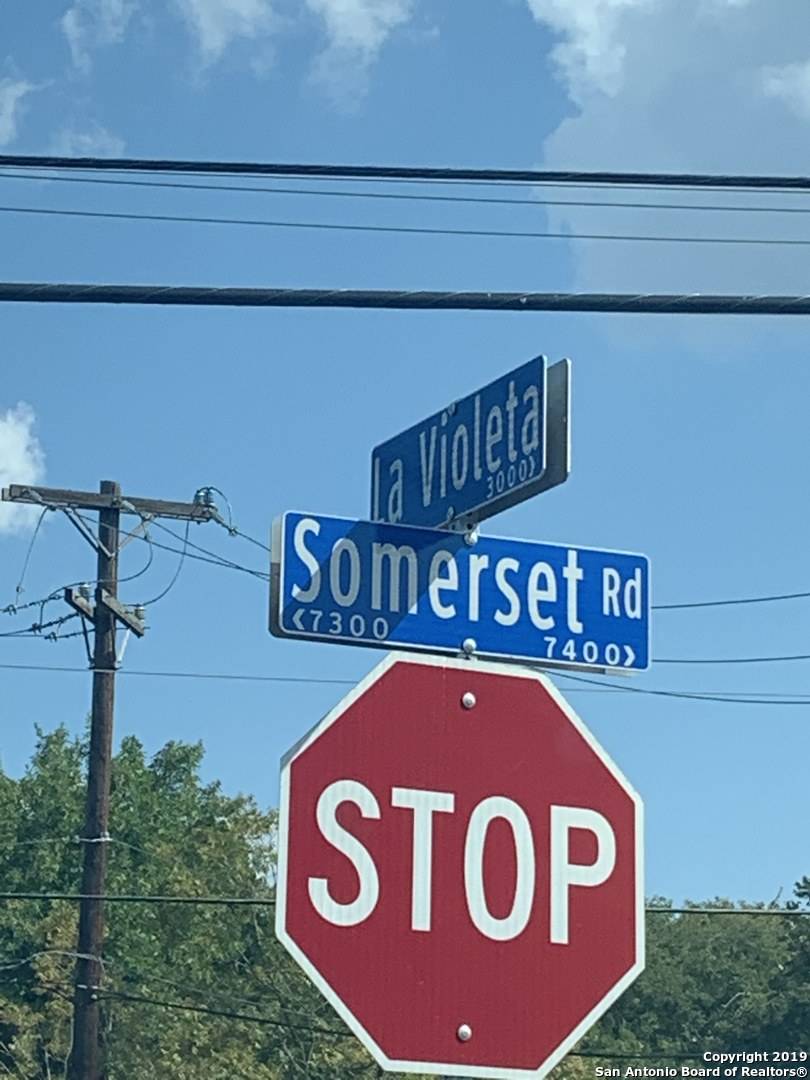 La Violeta
3000›
Somerset Rd
‹7300
7400›
STOP
Copyright 2019
San Antonio Board of Realtors®